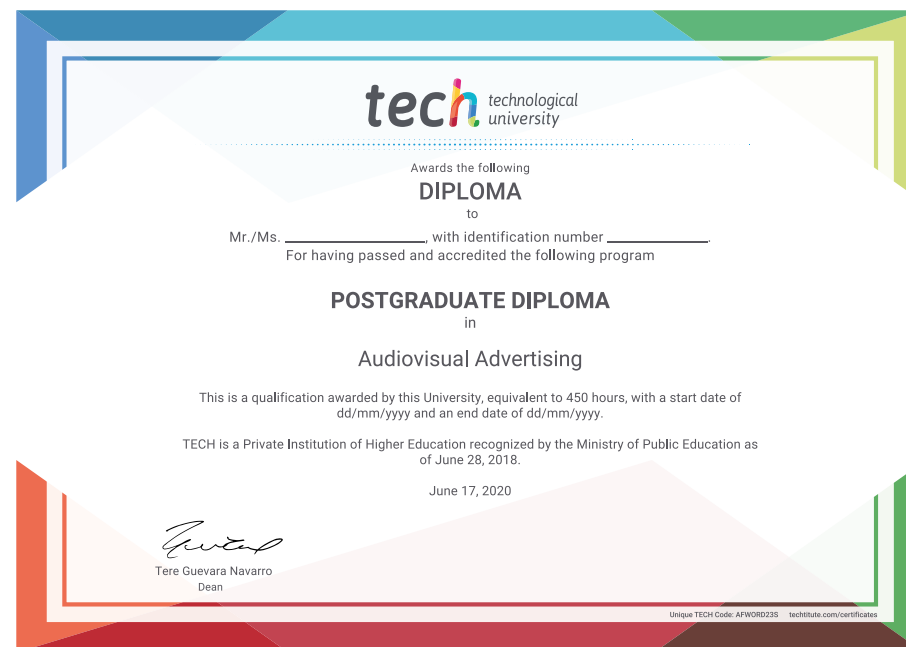 tech technological
university
Awards the following
DIPLOMA
to
Mr./Ms. ____________________, with identification number ______________.
For having passed and accredited the following program
POSTGRADUATE DIPLOMA
in
Audiovisual Advertising
This is a qualification awarded by this University, equivalent to 450 hours, with a start date of
dd/mm/yyyy and an end date of dd/mm/yyyy.
TECH is a Private Institution of Higher Education recognized by the Ministry of Public Education as
of June 28, 2018.
June 17, 2020
Tere Guevara Navarro
Dean
Unique TECH Code: AFWORD23S techtitute.com/certificates